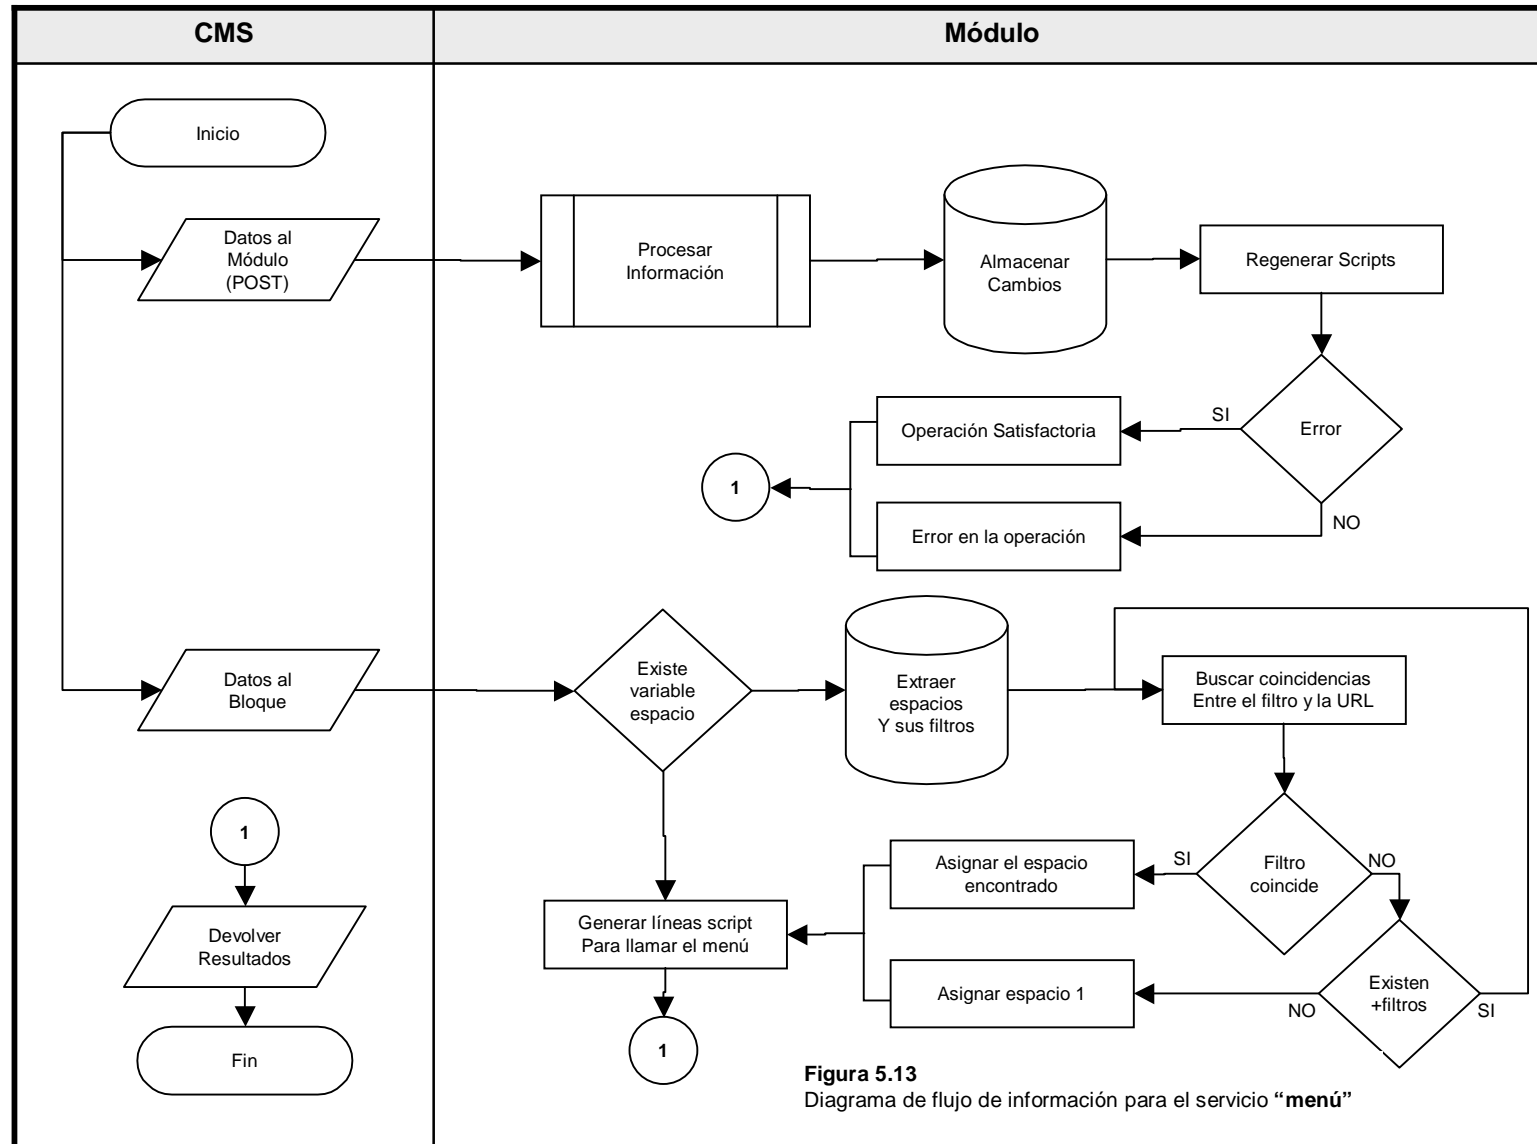 CMS
Módulo
Inicio
Datos al
Módulo
(POST)
Procesar
Información
Almacenar
Cambios
Regenerar Scripts
Error
SI
NO
Operación Satisfactoria
Error en la operación
1
Datos al
Bloque
Existe
variable
espacio
Extraer
espacios
Y sus filtros
Buscar coincidencias
Entre el filtro y la URL
Filtro
coincide
SI
NO
Asignar el espacio
encontrado
Existen
+filtros
NO
SI
Asignar espacio 1
Generar líneas script
Para llamar el menú
1
1
Devolver
Resultados
Fin
Figura 5.13
Diagrama de flujo de información para el servicio “menú”